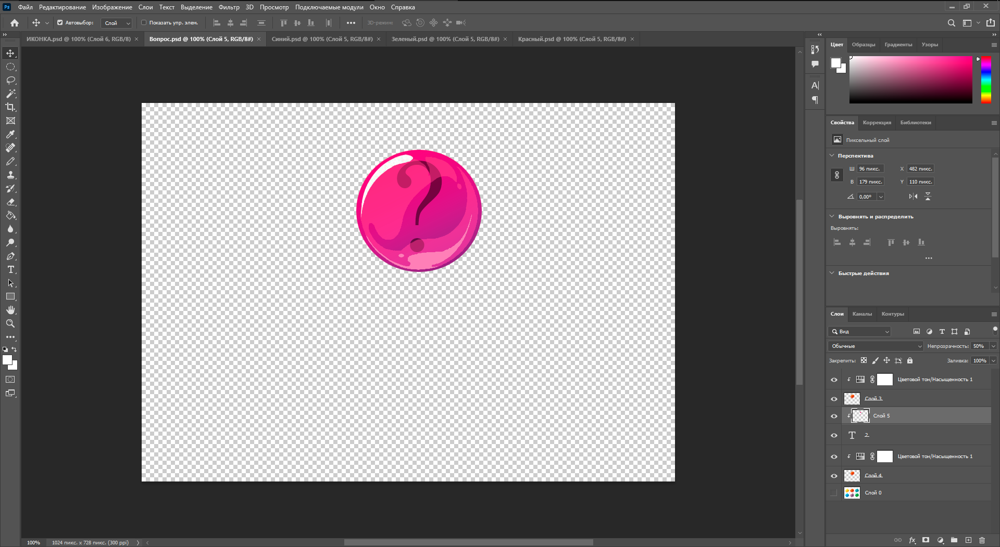 Ps Файл Редактирование Изображение Слои Текст Выделение Фильтр 3D Просмотр Подключаемые модули Окно Справка
Автовыбор: Слой Показать упр. элем. 3D-режим:
ИКОНКА.psd @ 100% (Слой 6, RGB/8) Вопрос.psd @ 100% (Слой 5, RGB/8#) Синий.psd @ 100% (Слой 5, RGB/8#) Зеленый.psd @ 100% (Слой 5, RGB/8#) Красный.psd @ 100% (Слой 5, RGB/8#)
?
100% 1024 пикс. x 728 пикс. (300 ppi)
Цвет Образцы Градиенты Узоры
Свойства Коррекция Библиотеки
Пиксельный слой
Перспектива
Ш 96 пикс. X 482 пикс.
В 179 пикс. Y 110 пикс.
0,00°
Выровнять и распределить
Выровнять:
Быстрые действия
Слои Каналы Контуры
Вид
Обычные Непрозрачность: 50%
Закрепить: Заливка: 100%
Цветовой тон/Насыщенность 1
Слой 3
Слой 5
?
Цветовой тон/Насыщенность 1
Слой 4
Слой 0